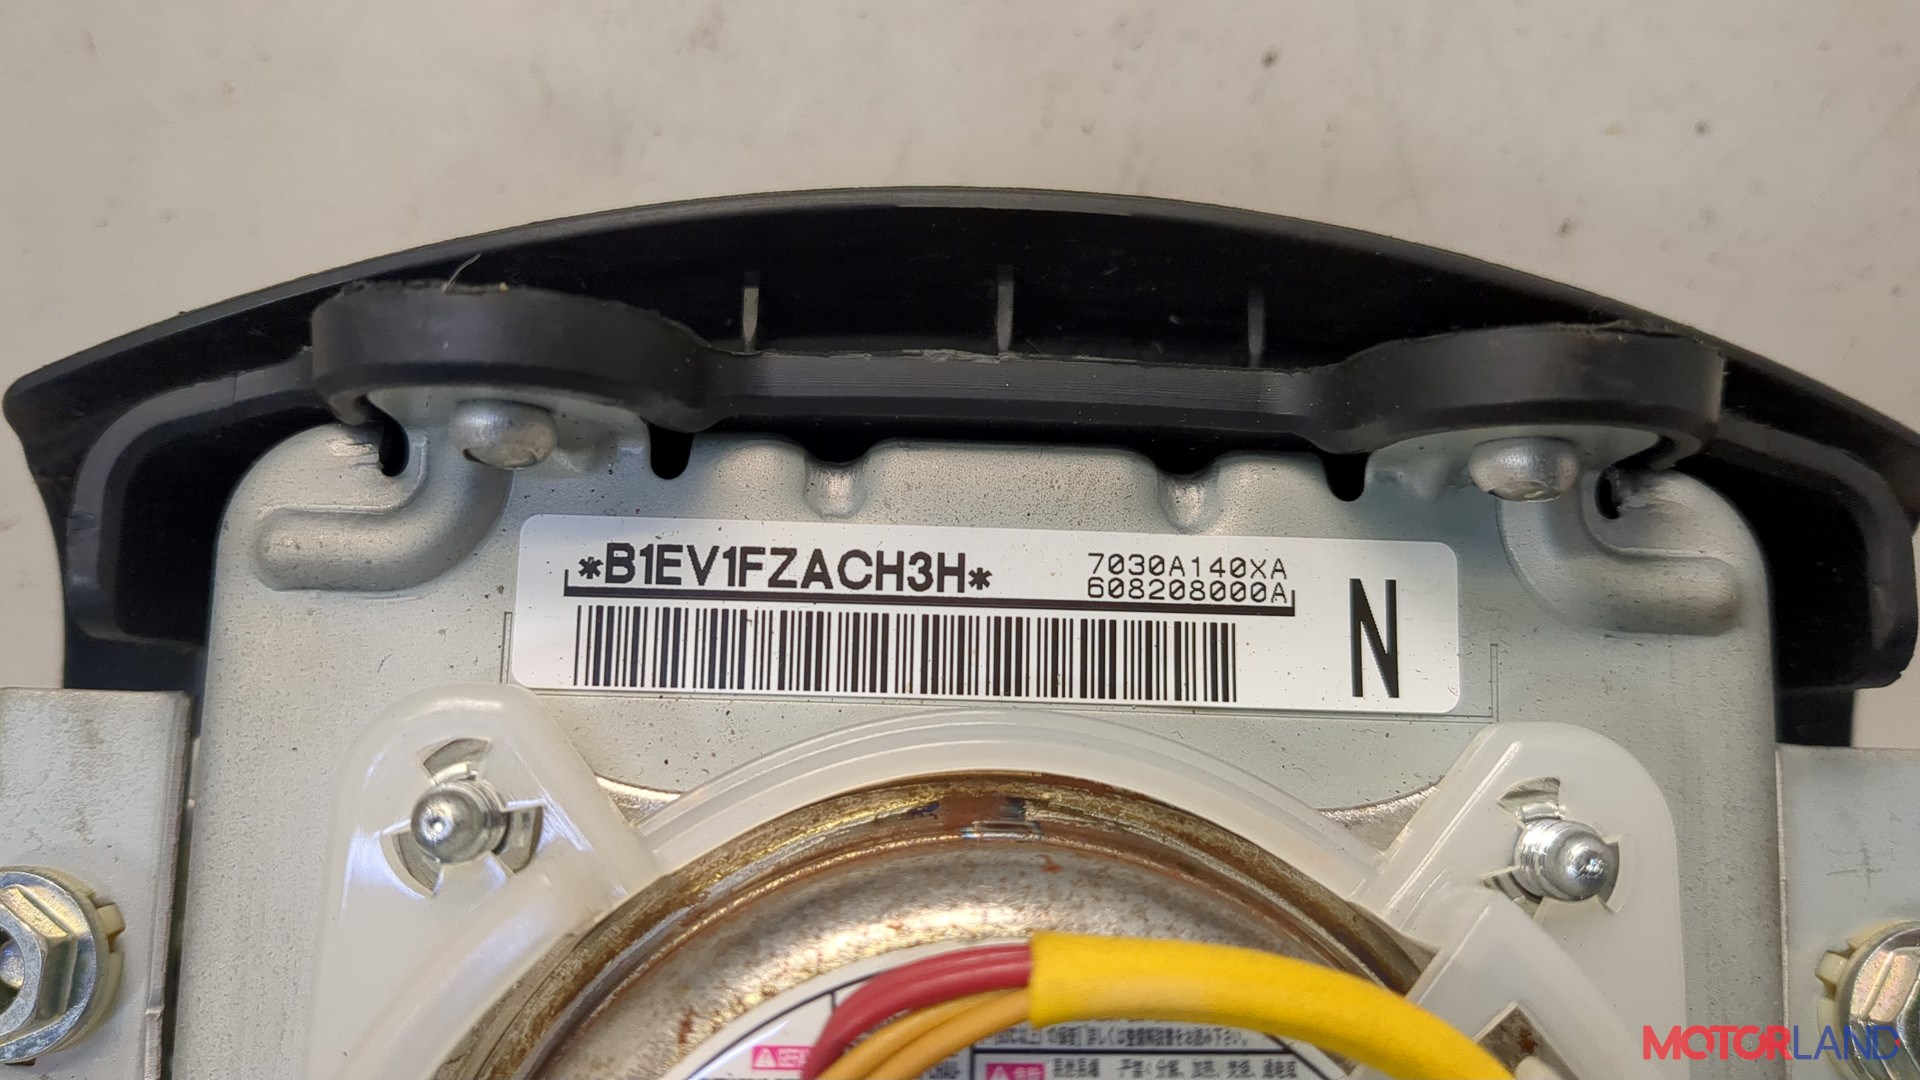 *B1EV1FZACH3H*
7030A140XA
608208000A
N
MOTORLAND